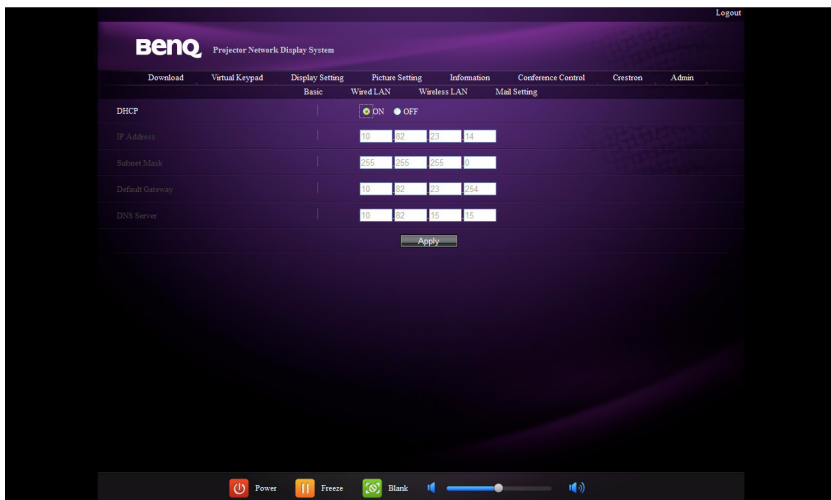 Logout
BenQ Projector Network Display System
Download Virtual Keypad Display Setting Picture Setting Information Conference Control Crestron Admin
Basic Wired LAN Wireless LAN Mail Setting
DHCP ON OFF
IP Address 10 .82 .23 .14
Subnet Mask 255 .255 .255 .0
Default Gateway 10 .82 .23 .254
DNS Server 10 .82 .15 .15
Apply
Power Freeze Blank